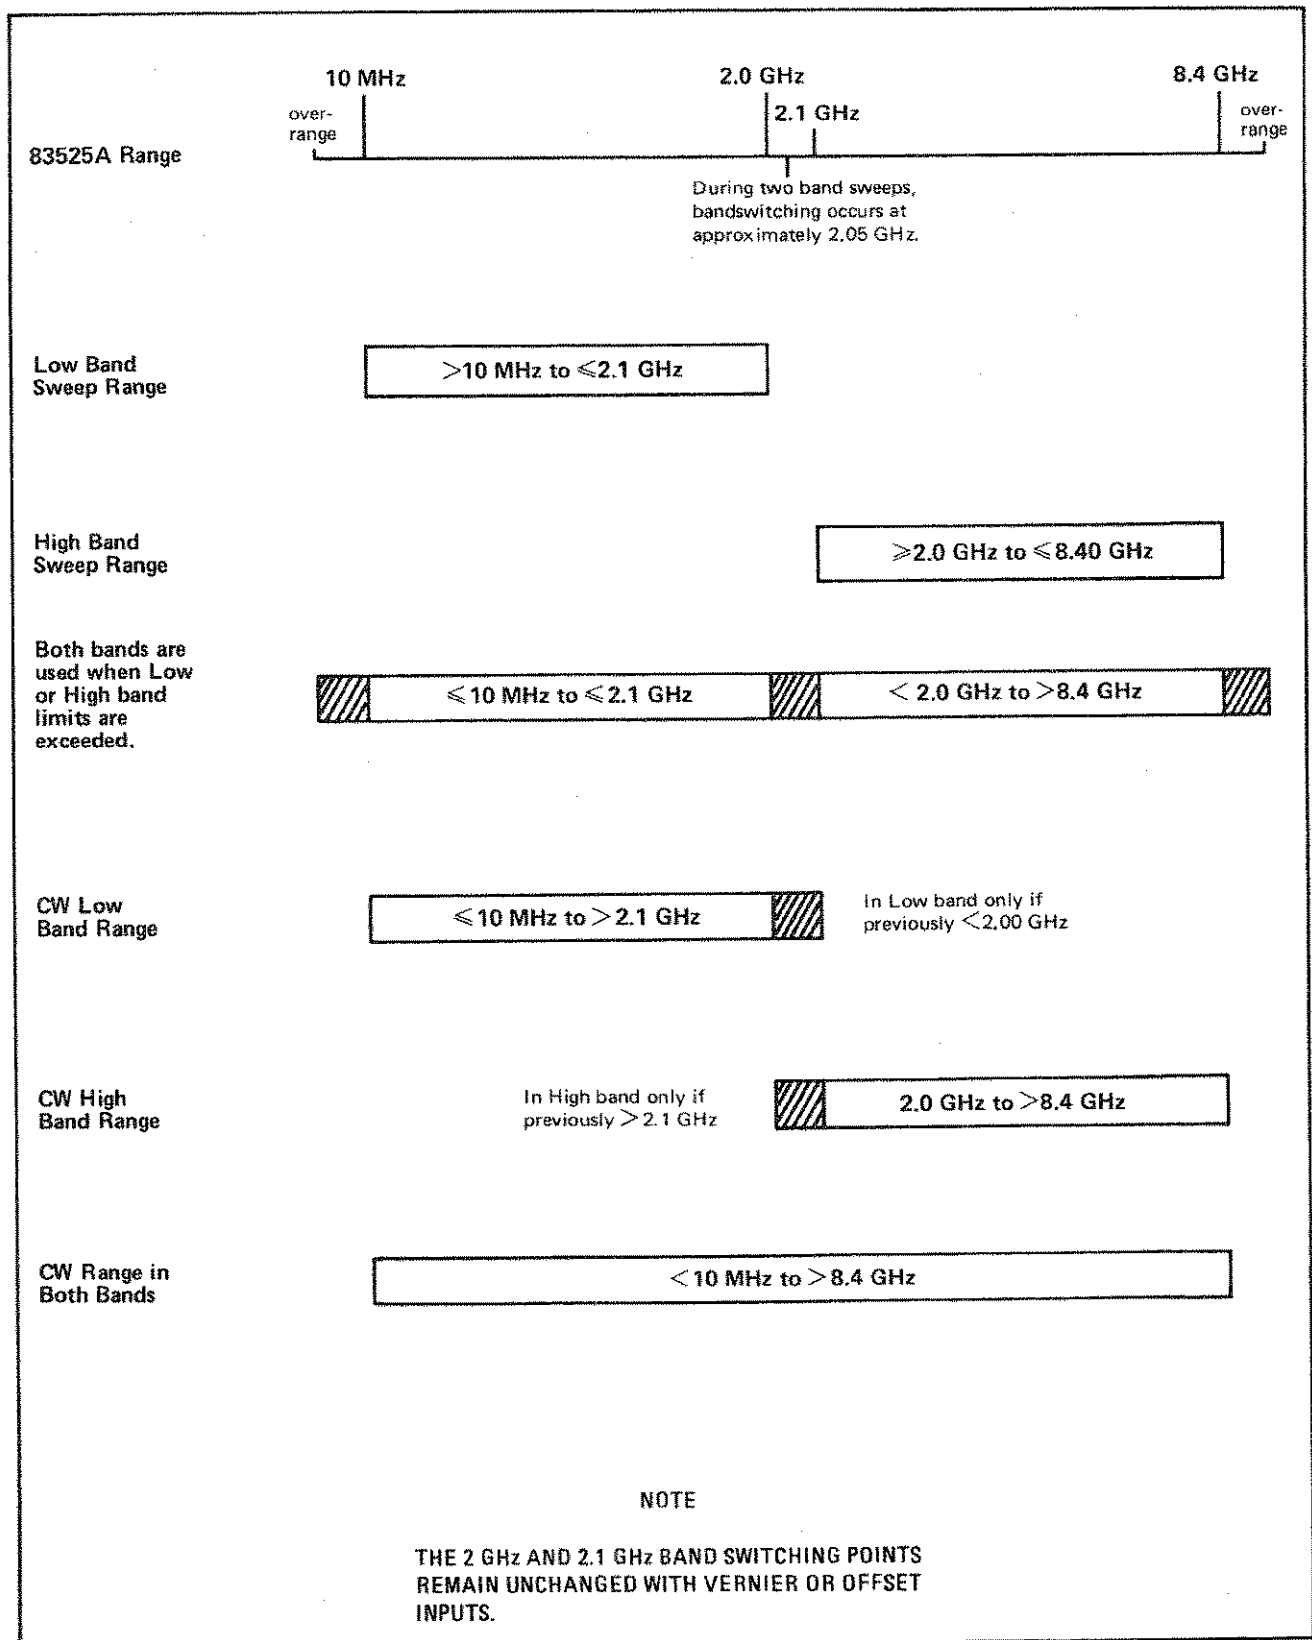 10 MHz
2.0 GHz
8.4 GHz
over-
range
2.1 GHz
over-
range
83525A Range
During two band sweeps,
bandswitching occurs at
approximately 2.05 GHz.
Low Band
Sweep Range
>10 MHz to ≤2.1 GHz
High Band
Sweep Range
≥2.0 GHz to ≤8.40 GHz
Both bands are
used when Low
or High band
limits are
exceeded.
≤10 MHz to ≤2.1 GHz
< 2.0 GHz to >8.4 GHz
CW Low
Band Range
≤10 MHz to >2.1 GHz
In Low band only if
previously <2.00 GHz
CW High
Band Range
In High band only if
previously >2.1 GHz
2.0 GHz to >8.4 GHz
CW Range in
Both Bands
<10 MHz to >8.4 GHz
NOTE
THE 2 GHz AND 2.1 GHz BAND SWITCHING POINTS
REMAIN UNCHANGED WITH VERNIER OR OFFSET
INPUTS.